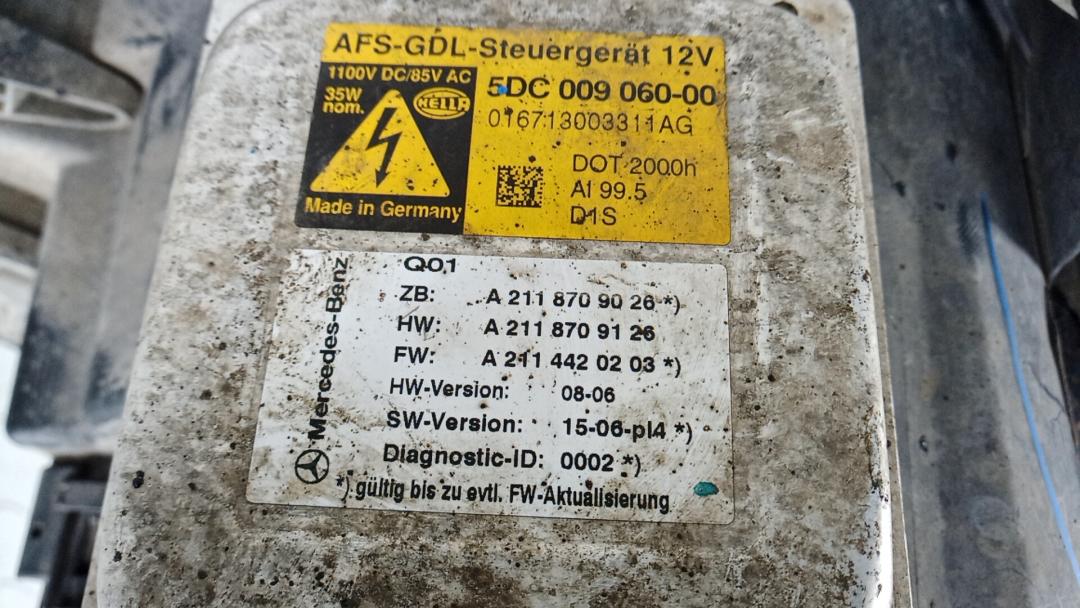 AFS-GDL-Steuergerät 12V
1100V DC/85V AC
35W
nom.
HELLA
Made in Germany
5DC 009 060-00
016713003311AG
DOT 2000h
Al 99.5
D1S
Mercedes-Benz
Q01
ZB: A 211 870 90 26 *)
HW: A 211 870 91 26
FW: A 211 442 02 03 *)
HW-Version: 08-06
SW-Version: 15-06-pl4 *)
Diagnostic-ID: 0002 *)
*) gültig bis zu evtl. FW-Aktualisierung